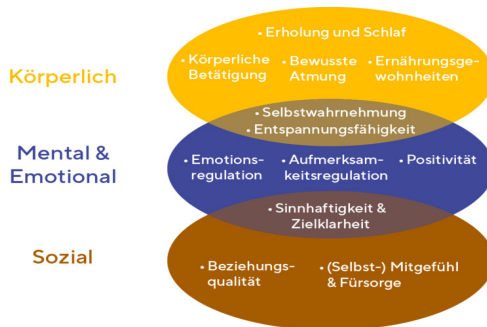 Körperlich
• Erholung und Schlaf
• Körperliche Betätigung
• Bewusste Atmung
• Ernährungsge-
wohnheiten
• Selbstwahrnehmung
• Entspannungsfähigkeit
Mental &
Emotional
• Emotions-
regulation
• Aufmerksam-
keitsregulation
• Positivität
• Sinnhaftigkeit &
Zielklarheit
Sozial
• Beziehungs-
qualität
• (Selbst-) Mitgefühl
& Fürsorge